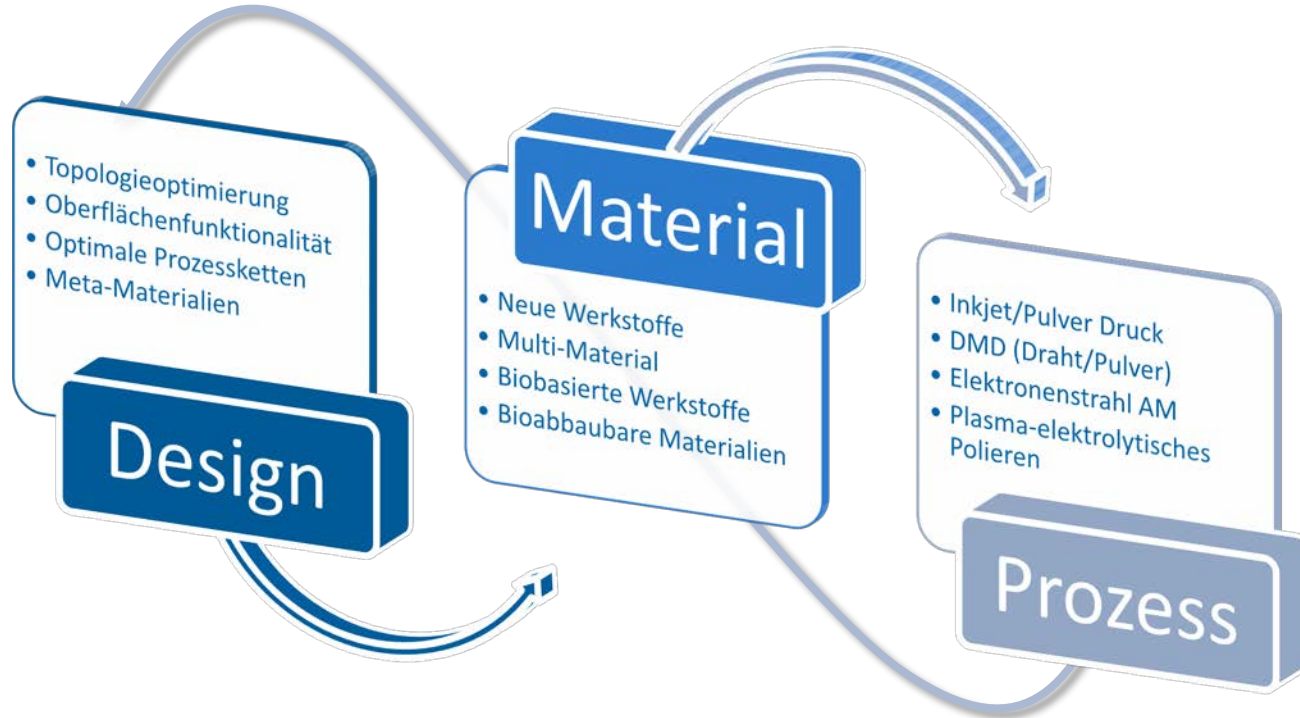 • Topologieoptimierung
• Oberflächenfunktionalität
• Optimale Prozessketten
• Meta-Materialien
Design
Material
• Neue Werkstoffe
• Multi-Material
• Biobasierte Werkstoffe
• Bioabbaubare Materialien
• Inkjet/Pulver Druck
• DMD (Draht/Pulver)
• Elektronenstrahl AM
• Plasma-elektrolytisches
Polieren
Prozess